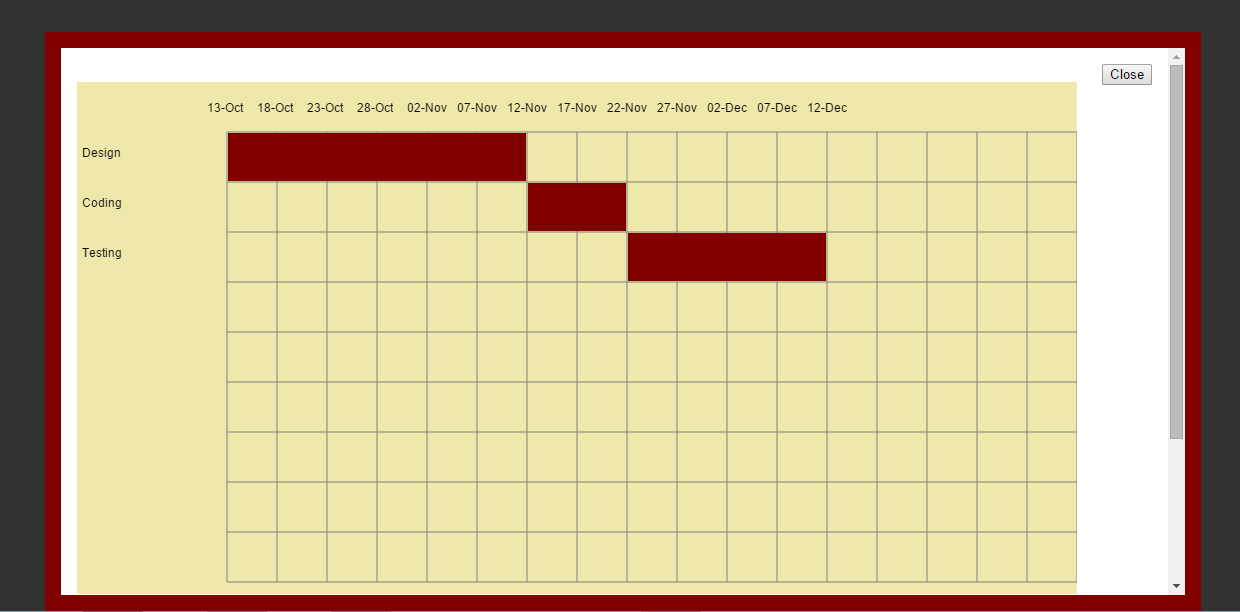 Close
13-Oct 18-Oct 23-Oct 28-Oct 02-Nov 07-Nov 12-Nov 17-Nov 22-Nov 27-Nov 02-Dec 07-Dec 12-Dec
Design
Coding
Testing